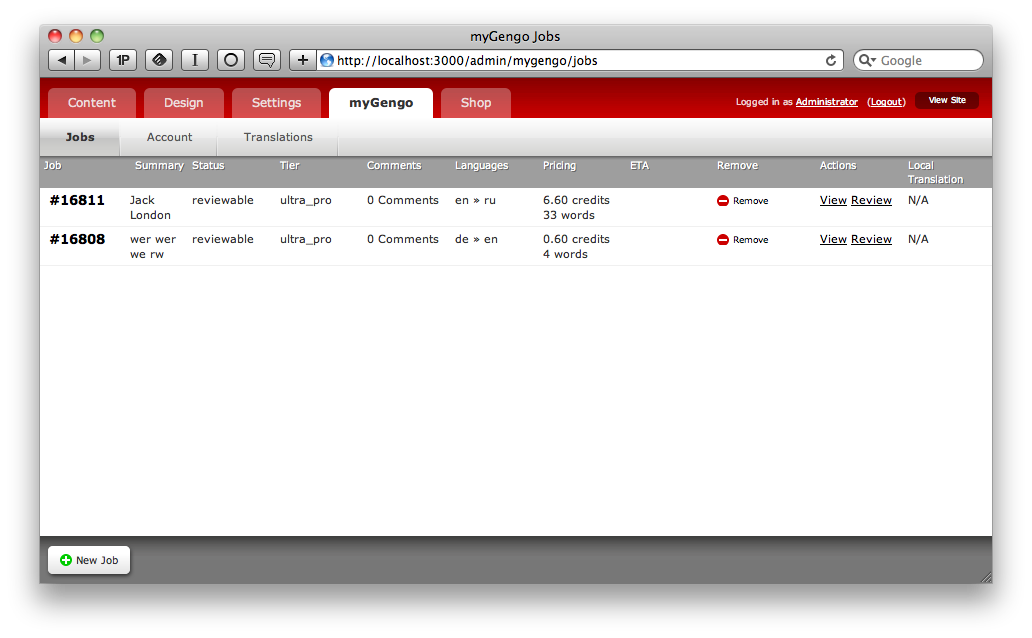 myGengo Jobs
1P
I
http://localhost:3000/admin/mygengo/jobs
Google
Content Design Settings myGengo Shop
Logged in as Administrator (Logout) View Site
Jobs Account Translations
Job Summary Status Tier Comments Languages Pricing ETA Remove Actions Local
Translation
#16811 Jack reviewable ultra_pro 0 Comments en » ru 6.60 credits Remove View Review N/A
London 33 words
#16808 wer wer reviewable ultra_pro 0 Comments de » en 0.60 credits Remove View Review N/A
we rw 4 words
New Job